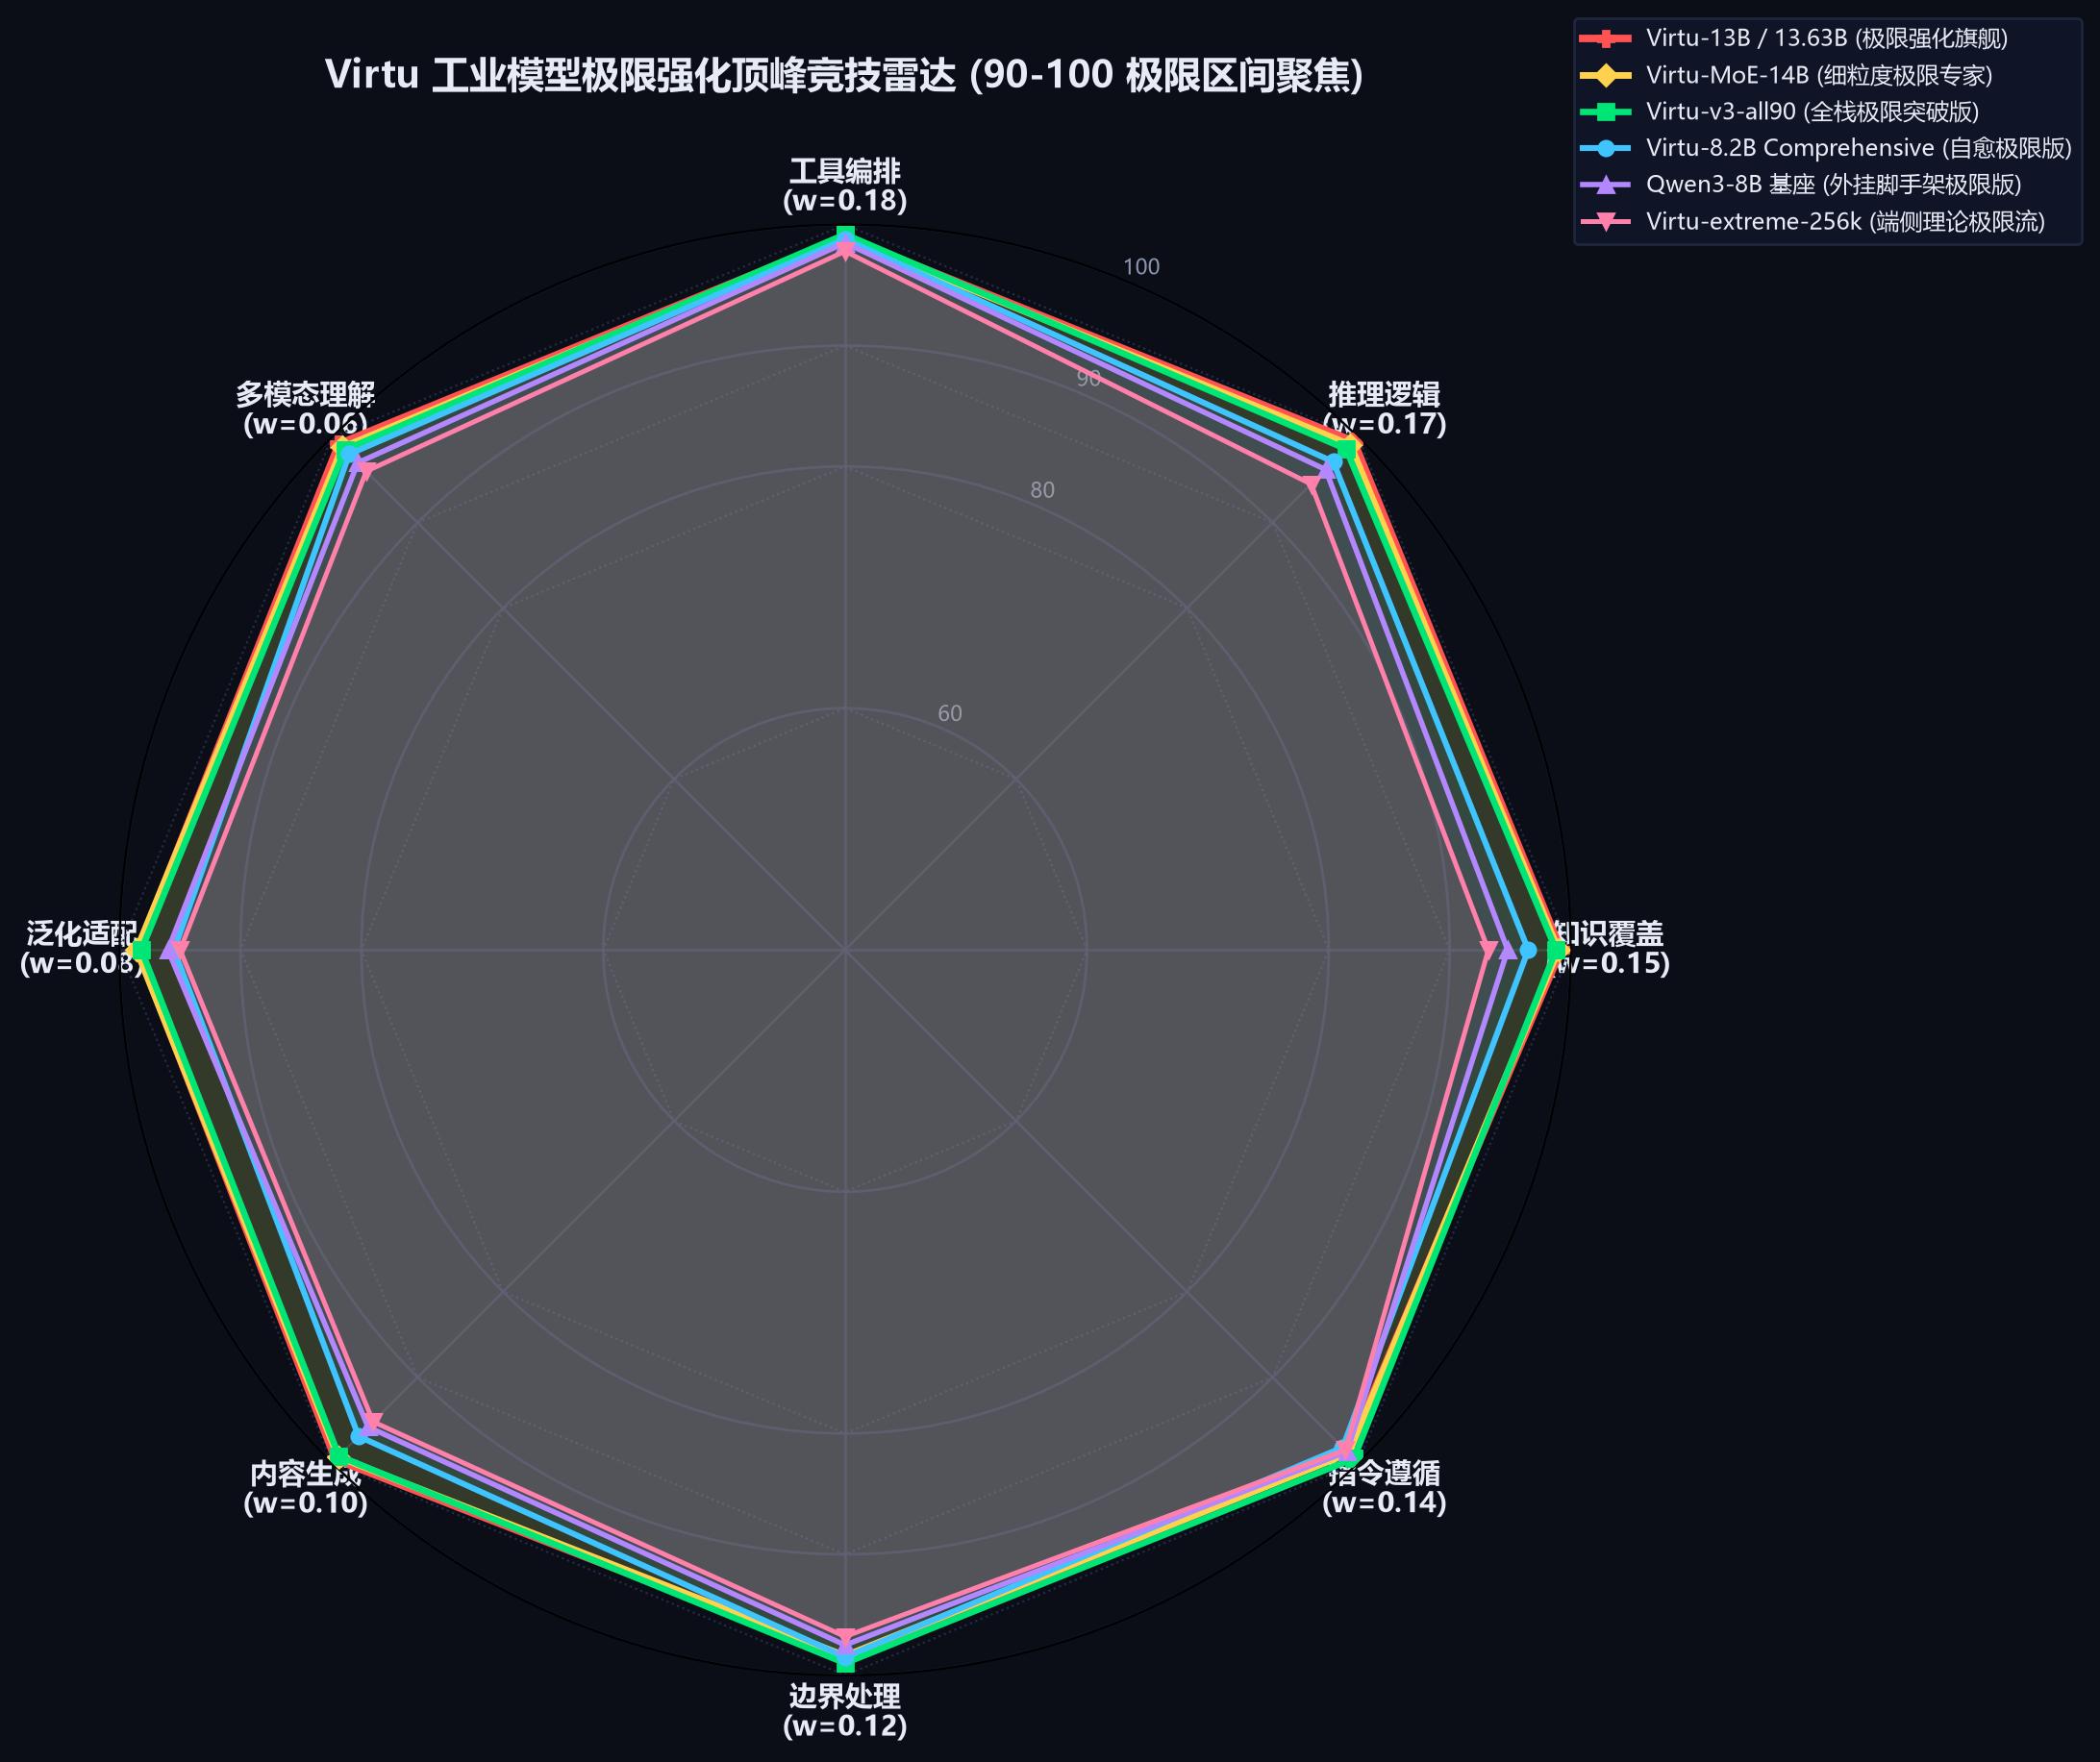 Virtu 工业模型极限强化顶峰竞技雷达 (90-100 极限区间聚焦)
Virtu-13B / 13.63B (极限强化旗舰)
Virtu-MoE-14B (细粒度极限专家)
Virtu-v3-all90 (全栈极限突破版)
Virtu-8.2B Comprehensive (自愈极限版)
Qwen3-8B 基座 (外挂脚手架极限版)
Virtu-extreme-256k (端侧理论极限流)
工具编排
(w=0.18)
100
90
80
60
多模态理解
(w=0.06)
推理逻辑
(w=0.17)
泛化适配
(w=0.08)
知识覆盖
(w=0.15)
内容生成
(w=0.10)
指令遵循
(w=0.14)
边界处理
(w=0.12)